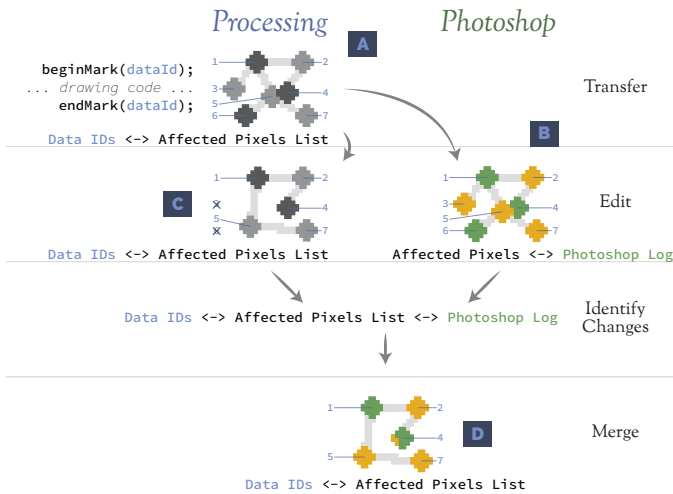 Processing
Photoshop
A
beginMark(dataId);
... drawing code ...
endMark(dataId);
1
2
3
4
5
6
7
Transfer
Data IDs <-> Affected Pixels List
B
C
1
2
x
4
5
x
7
1
2
3
4
5
6
7
Edit
Data IDs <-> Affected Pixels List
Affected Pixels <-> Photoshop Log
Data IDs <-> Affected Pixels List <-> Photoshop Log
Identify
Changes
1
2
4
5
7
D
Merge
Data IDs <-> Affected Pixels List